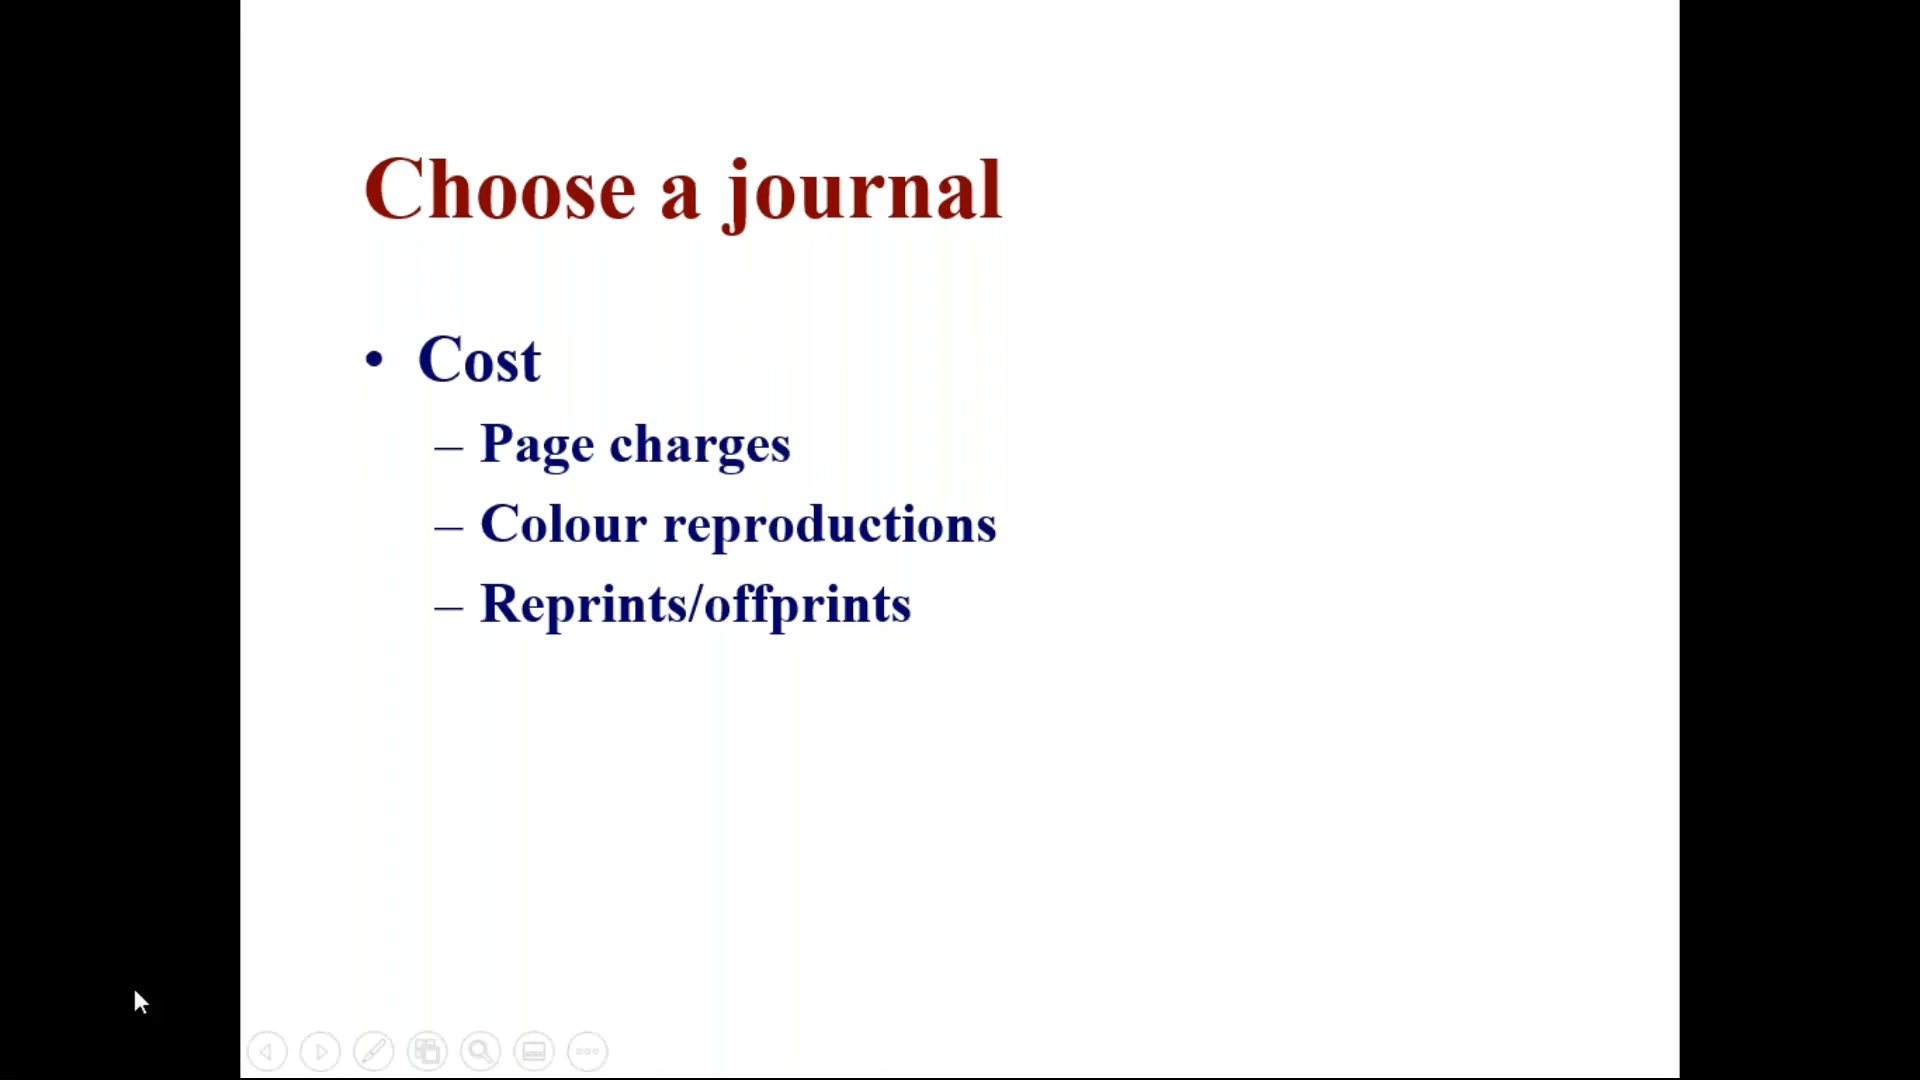 Choose a journal
• Cost
– Page charges
– Colour reproductions
– Reprints/offprints